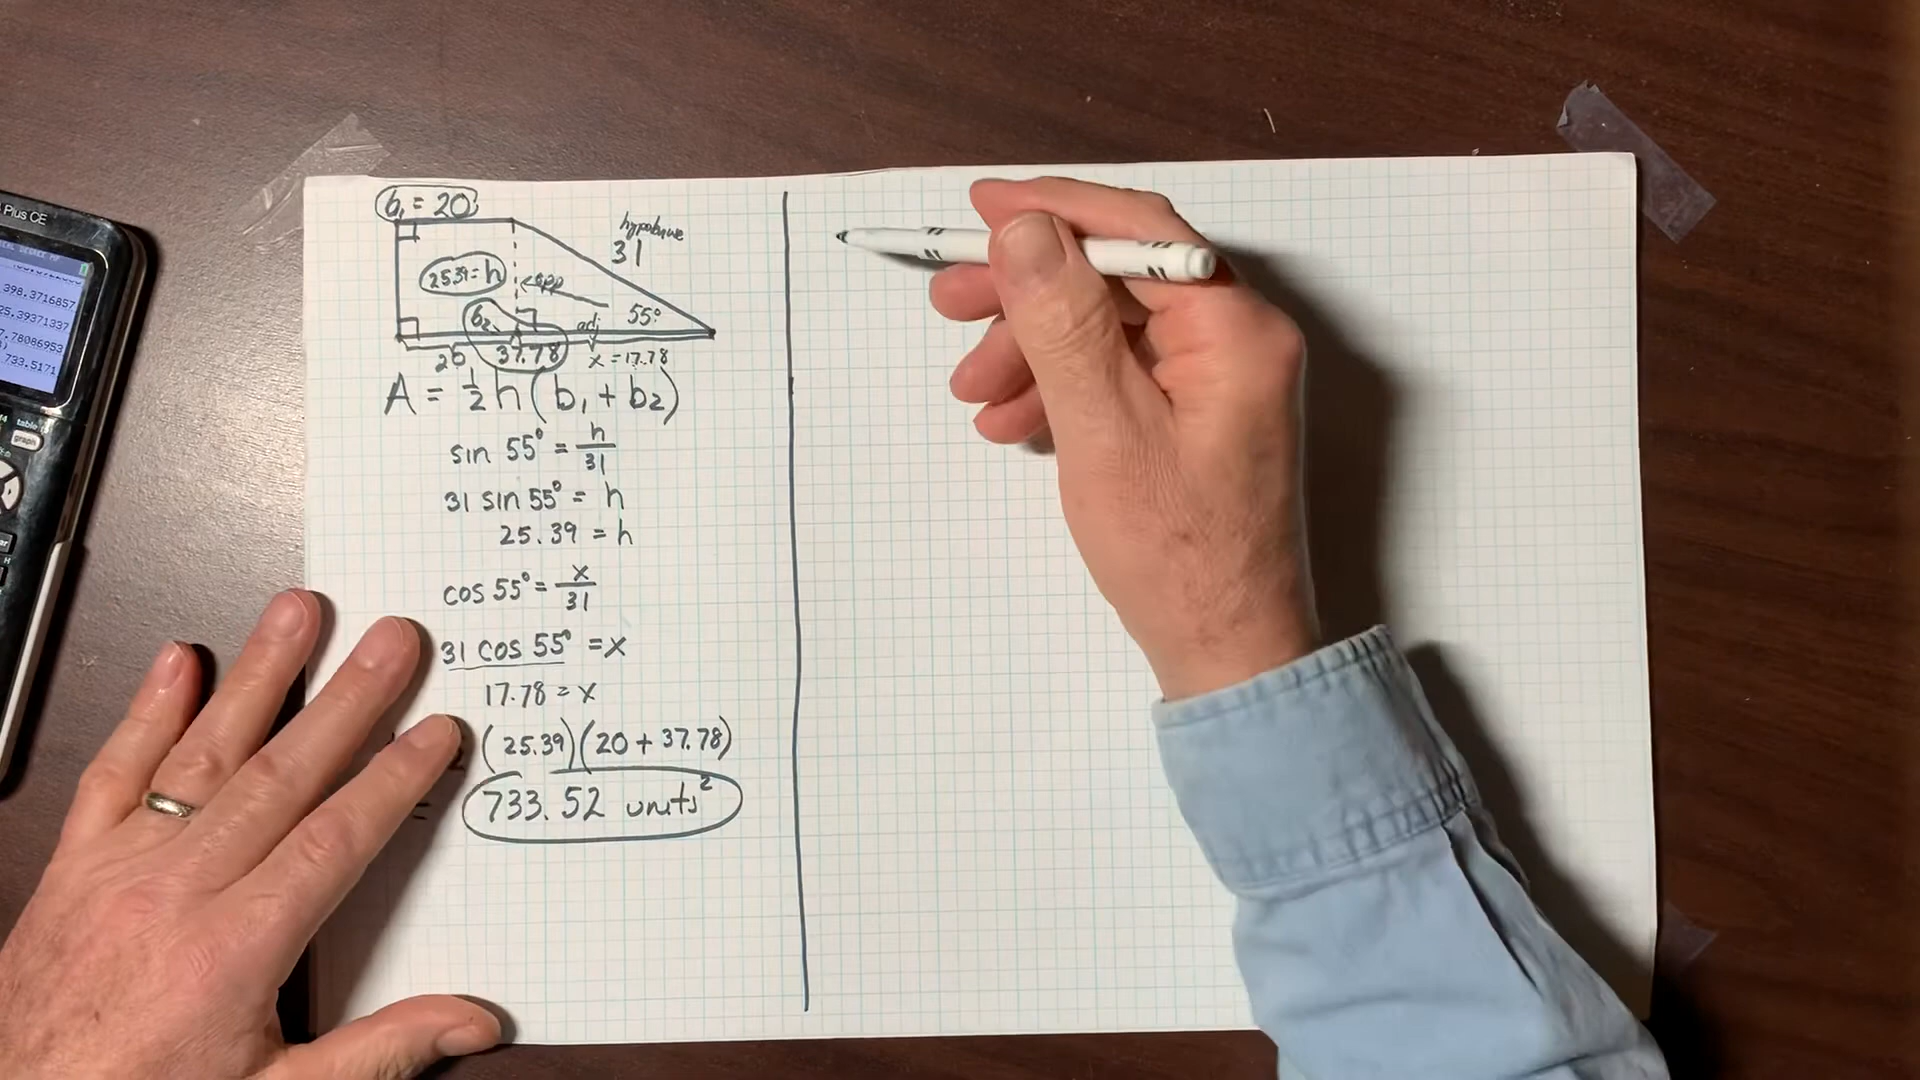 Plus CE
398.3716857
25.39371337
7.78086953
733.5171
table
graph
b₁ = 20
hypotenuse
31
25.39 = h
<opp
b₂
55°
adj
20
37.78
x = 17.78
A = ½ h (b₁ + b₂)
sin 55° = h/31
31 sin 55° = h
25.39 = h
cos 55° = x/31
31 cos 55° = x
17.78 = x
(25.39)(20 + 37.78)
733.52 units²